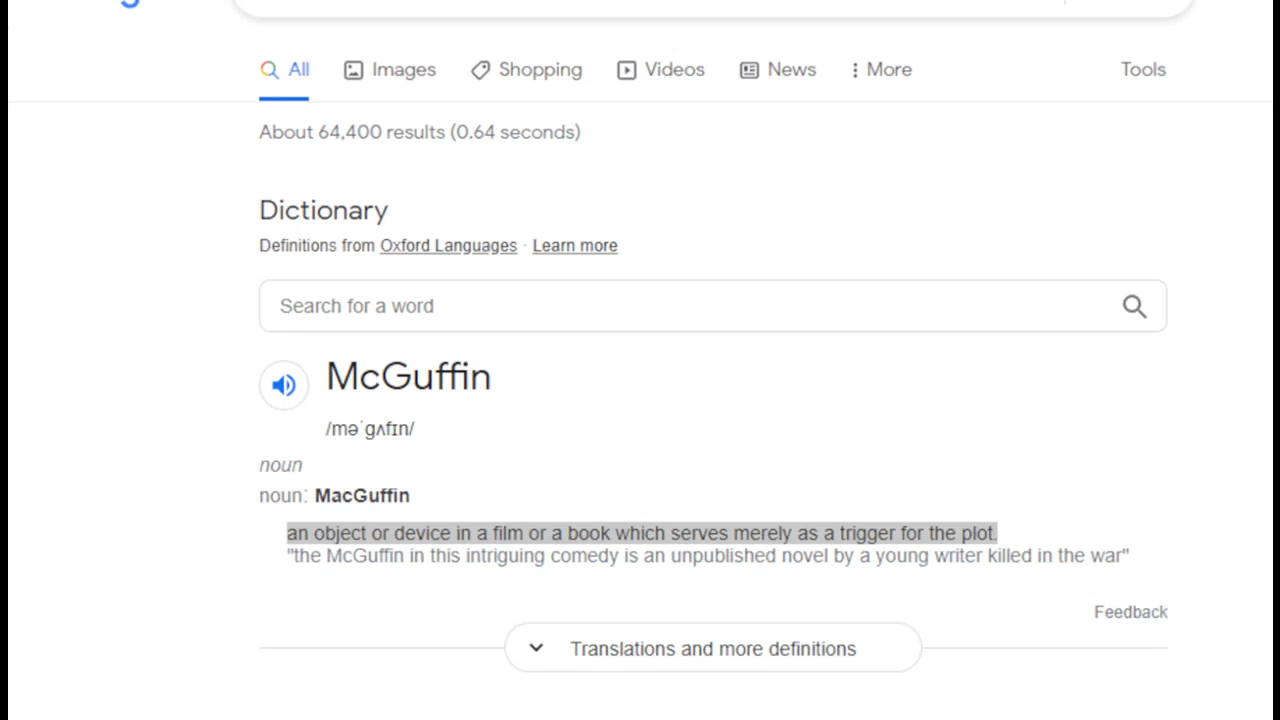 All Images Shopping Videos News More Tools
About 64,400 results (0.64 seconds)
Dictionary
Definitions from Oxford Languages · Learn more
Search for a word
McGuffin
/məˈɡʌfɪn/
noun
noun: MacGuffin
an object or device in a film or a book which serves merely as a trigger for the plot.
"the McGuffin in this intriguing comedy is an unpublished novel by a young writer killed in the war"
Feedback
Translations and more definitions